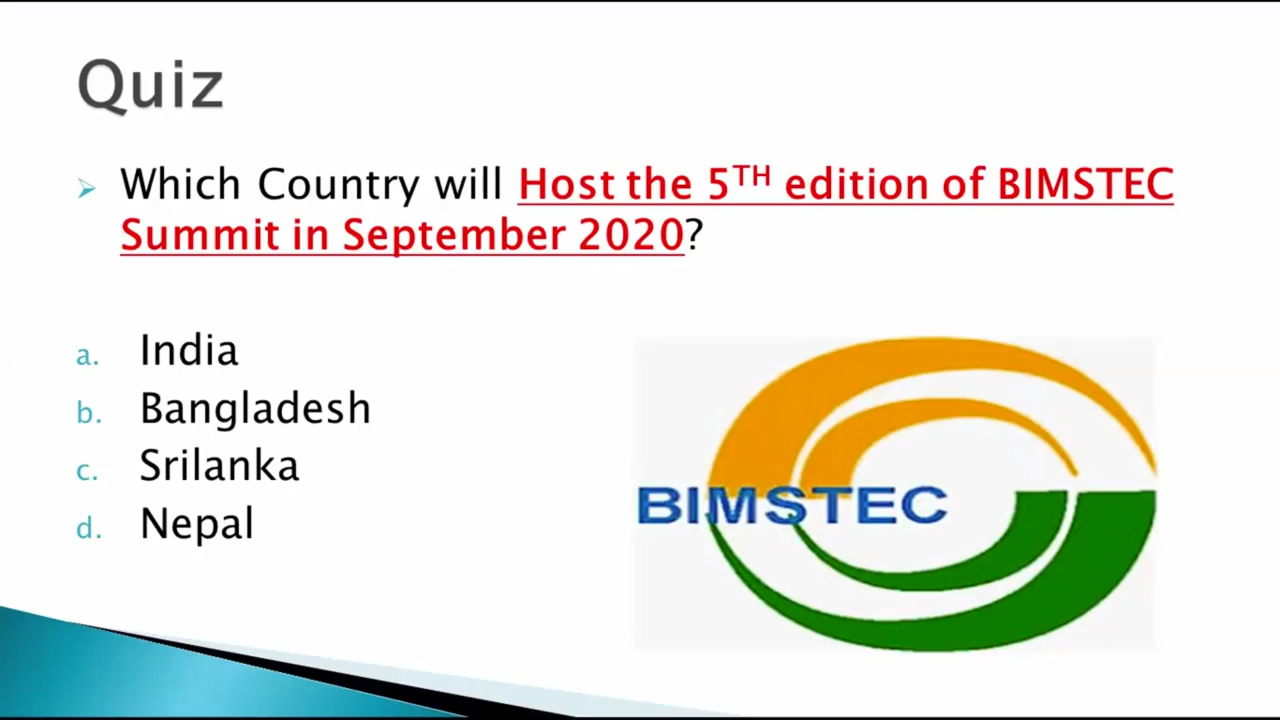 Quiz
Which Country will Host the 5TH edition of BIMSTEC
Summit in September 2020?
a. India
b. Bangladesh
c. Srilanka
d. Nepal
BIMSTEC